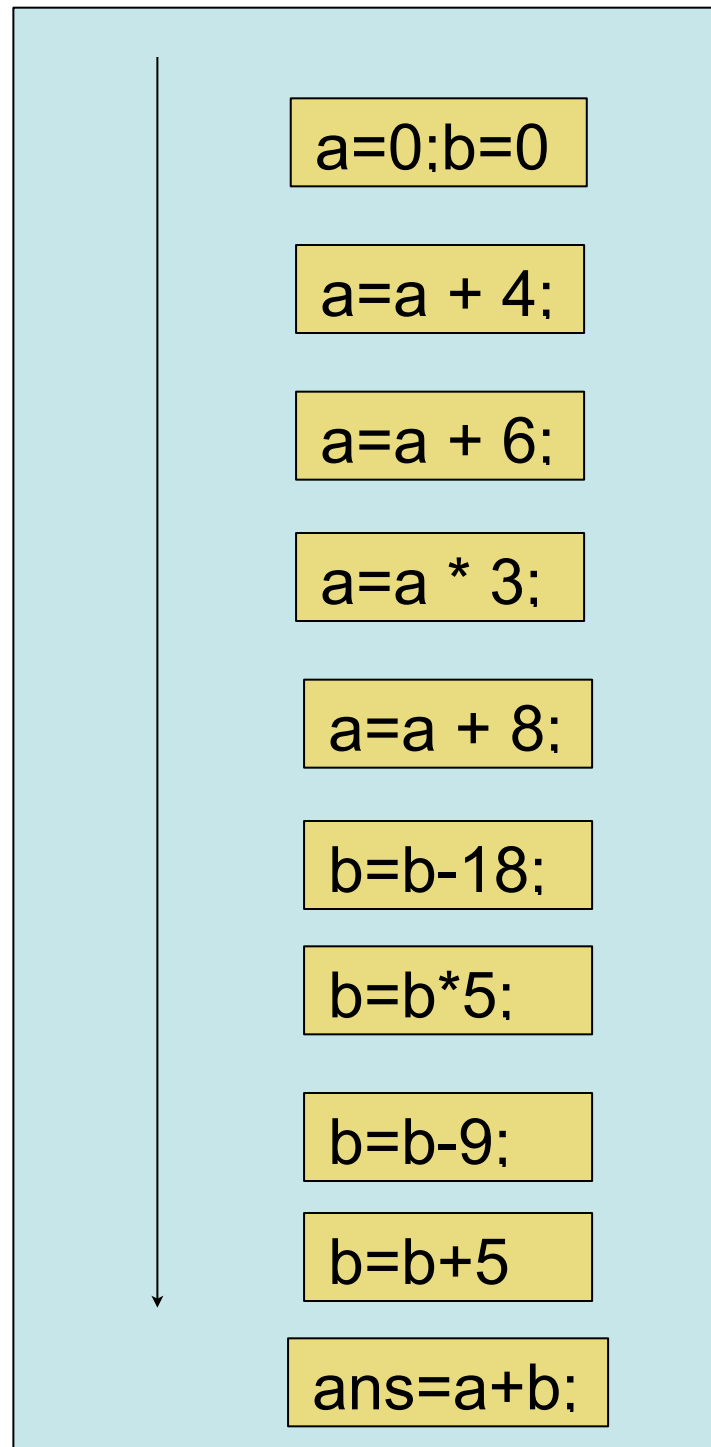 a=0;b=0
a=a + 4;
a=a + 6;
a=a * 3;
a=a + 8;
b=b-18;
b=b*5;
b=b-9;
b=b+5
ans=a+b;